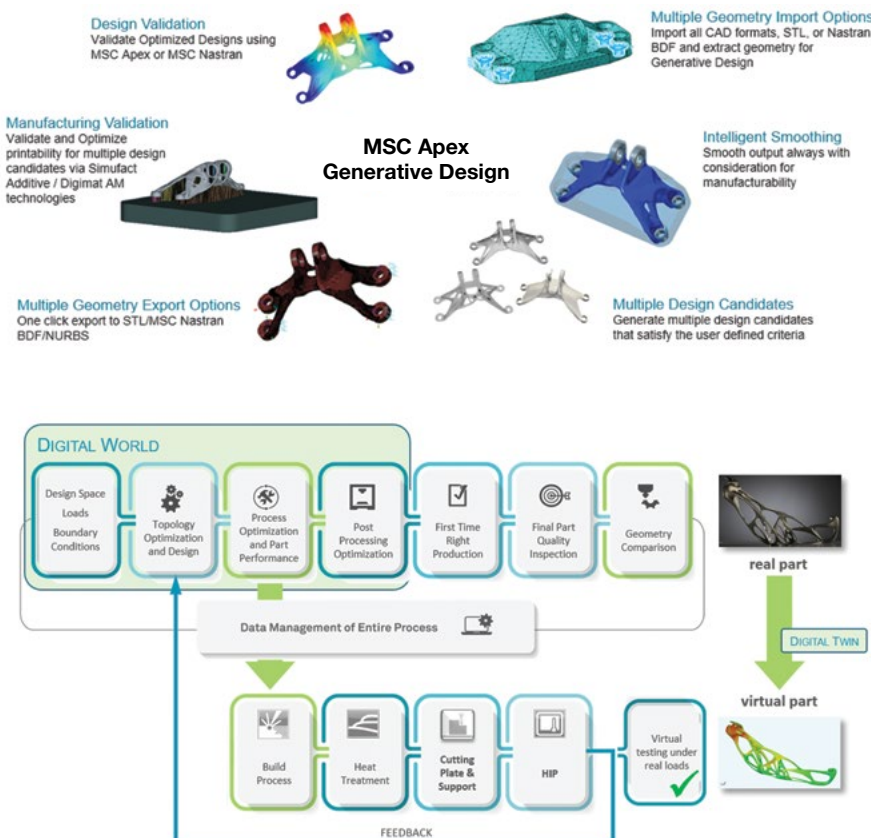 Design Validation
Validate Optimized Designs using
MSC Apex or MSC Nastran
Multiple Geometry Import Options
Import all CAD formats, STL, or Nastran
BDF and extract geometry for
Generative Design
Manufacturing Validation
Validate and Optimize
printability for multiple design
candidates via Simufact
Additive / Digimat AM
technologies
MSC Apex
Generative Design
Intelligent Smoothing
Smooth output always with
consideration for
manufacturability
Multiple Geometry Export Options
One click export to STL/MSC Nastran
BDF/NURBS
Multiple Design Candidates
Generate multiple design candidates
that satisfy the user defined criteria
DIGITAL WORLD
Design Space
Loads
Boundary
Conditions
Topology
Optimization
and Design
Process
Optimization
and Part
Performance
Post
Processing
Optimization
First Time
Right
Production
Final Part
Quality
Inspection
Geometry
Comparison
real part
Data Management of Entire Process
DIGITAL TWIN
virtual part
Build
Process
Heat
Treatment
Cutting
Plate &
Support
HIP
Virtual
testing under
real loads
FEEDBACK